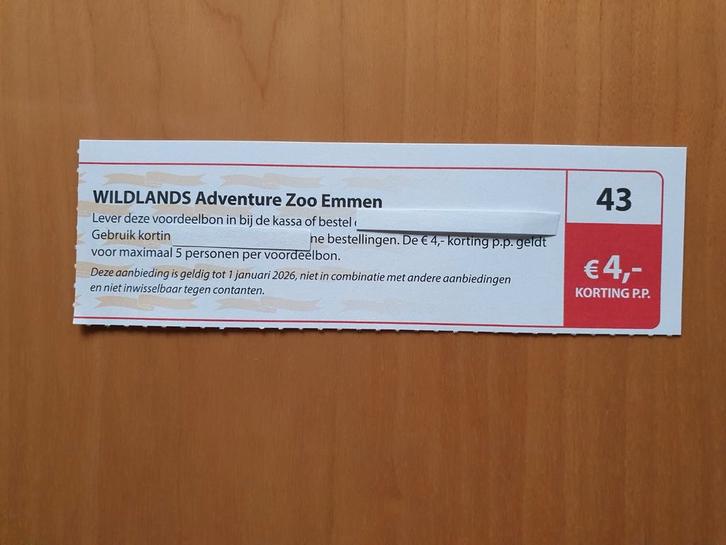 WILDLANDS Adventure Zoo Emmen
Lever deze voordeelbon in bij de kassa of bestel
Gebruik bestellingen. De € 4,- korting p.p. geldt
voor maximaal 5 personen per voordeelbon.
Deze aanbieding is geldig tot 1 januari 2026, niet in combinatie met andere aanbiedingen
en niet inwisselbaar tegen contanten.
43
€ 4,-
KORTING P.P.